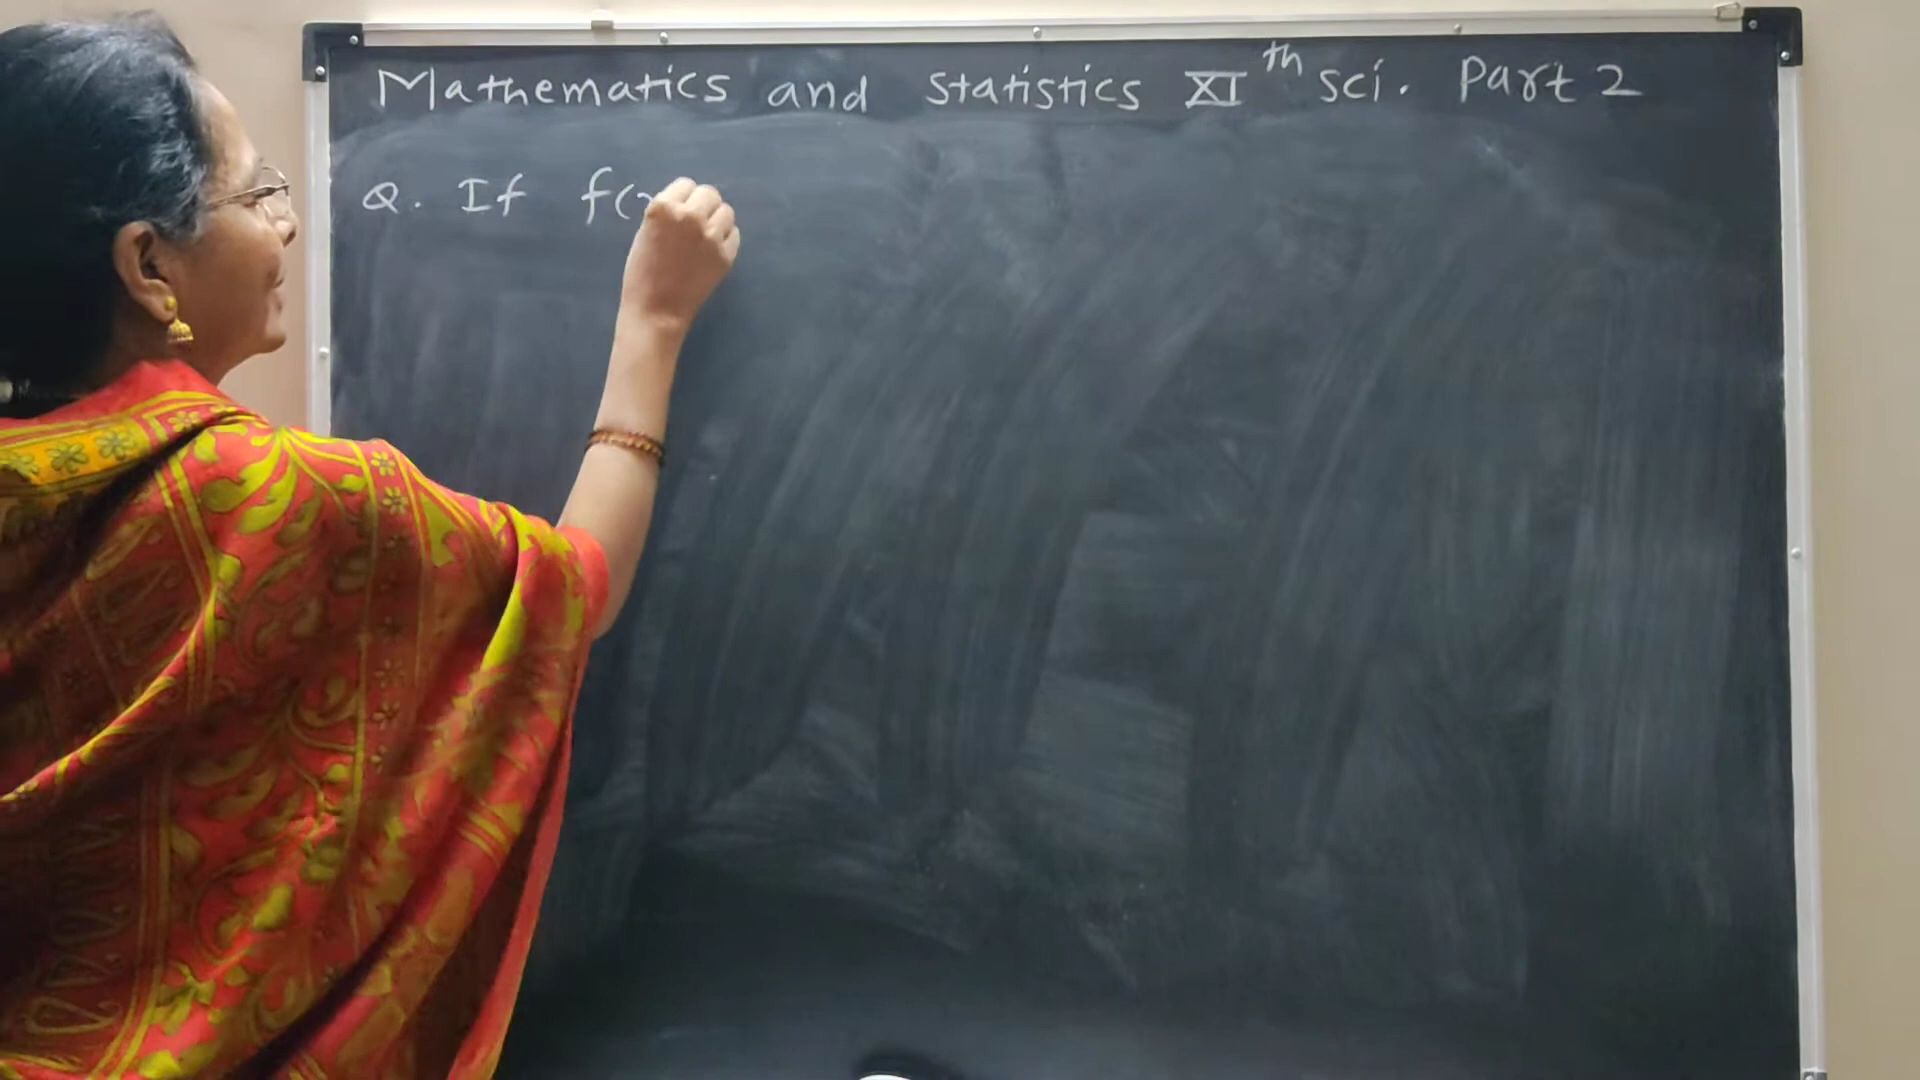 Mathematics and Statistics XI th Sci. Part 2
Q. If f(x